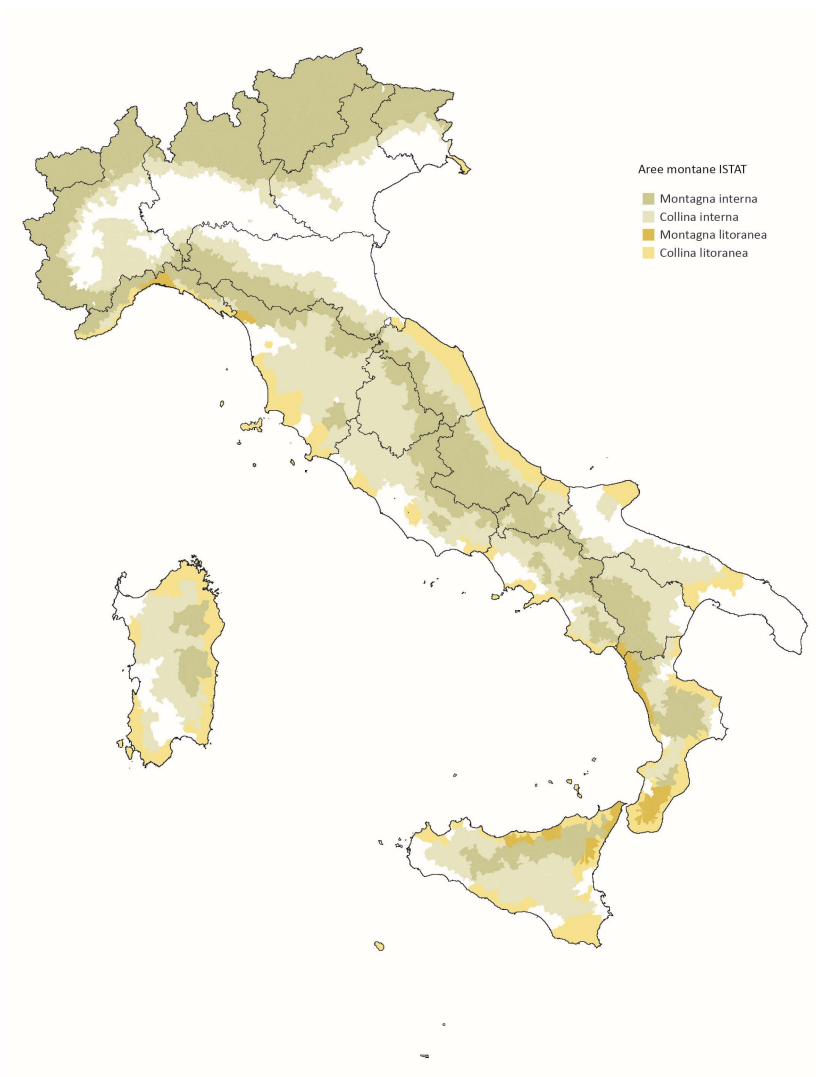 Aree montane ISTAT
Montagna interna
Collina interna
Montagna litoranea
Collina litoranea